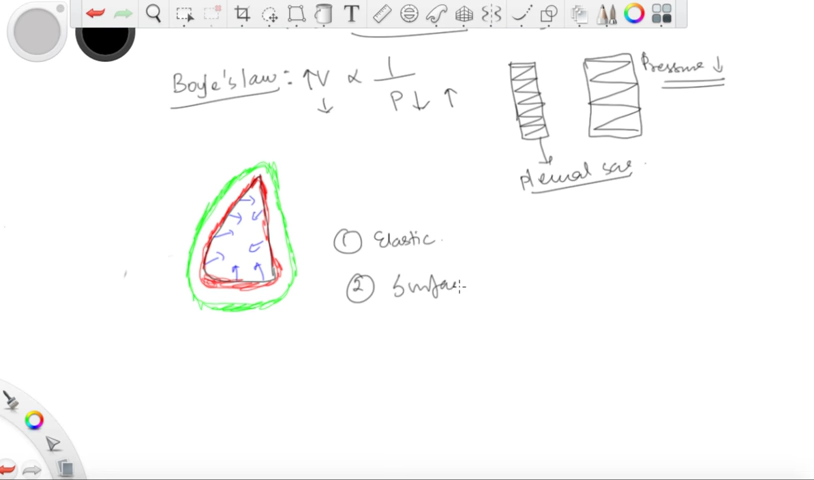 Boyle's law : ↑V ∝ 1/P ↓ ↑
↓
Pressure ↓
Pleural sac
① Elastic.
② Surfac